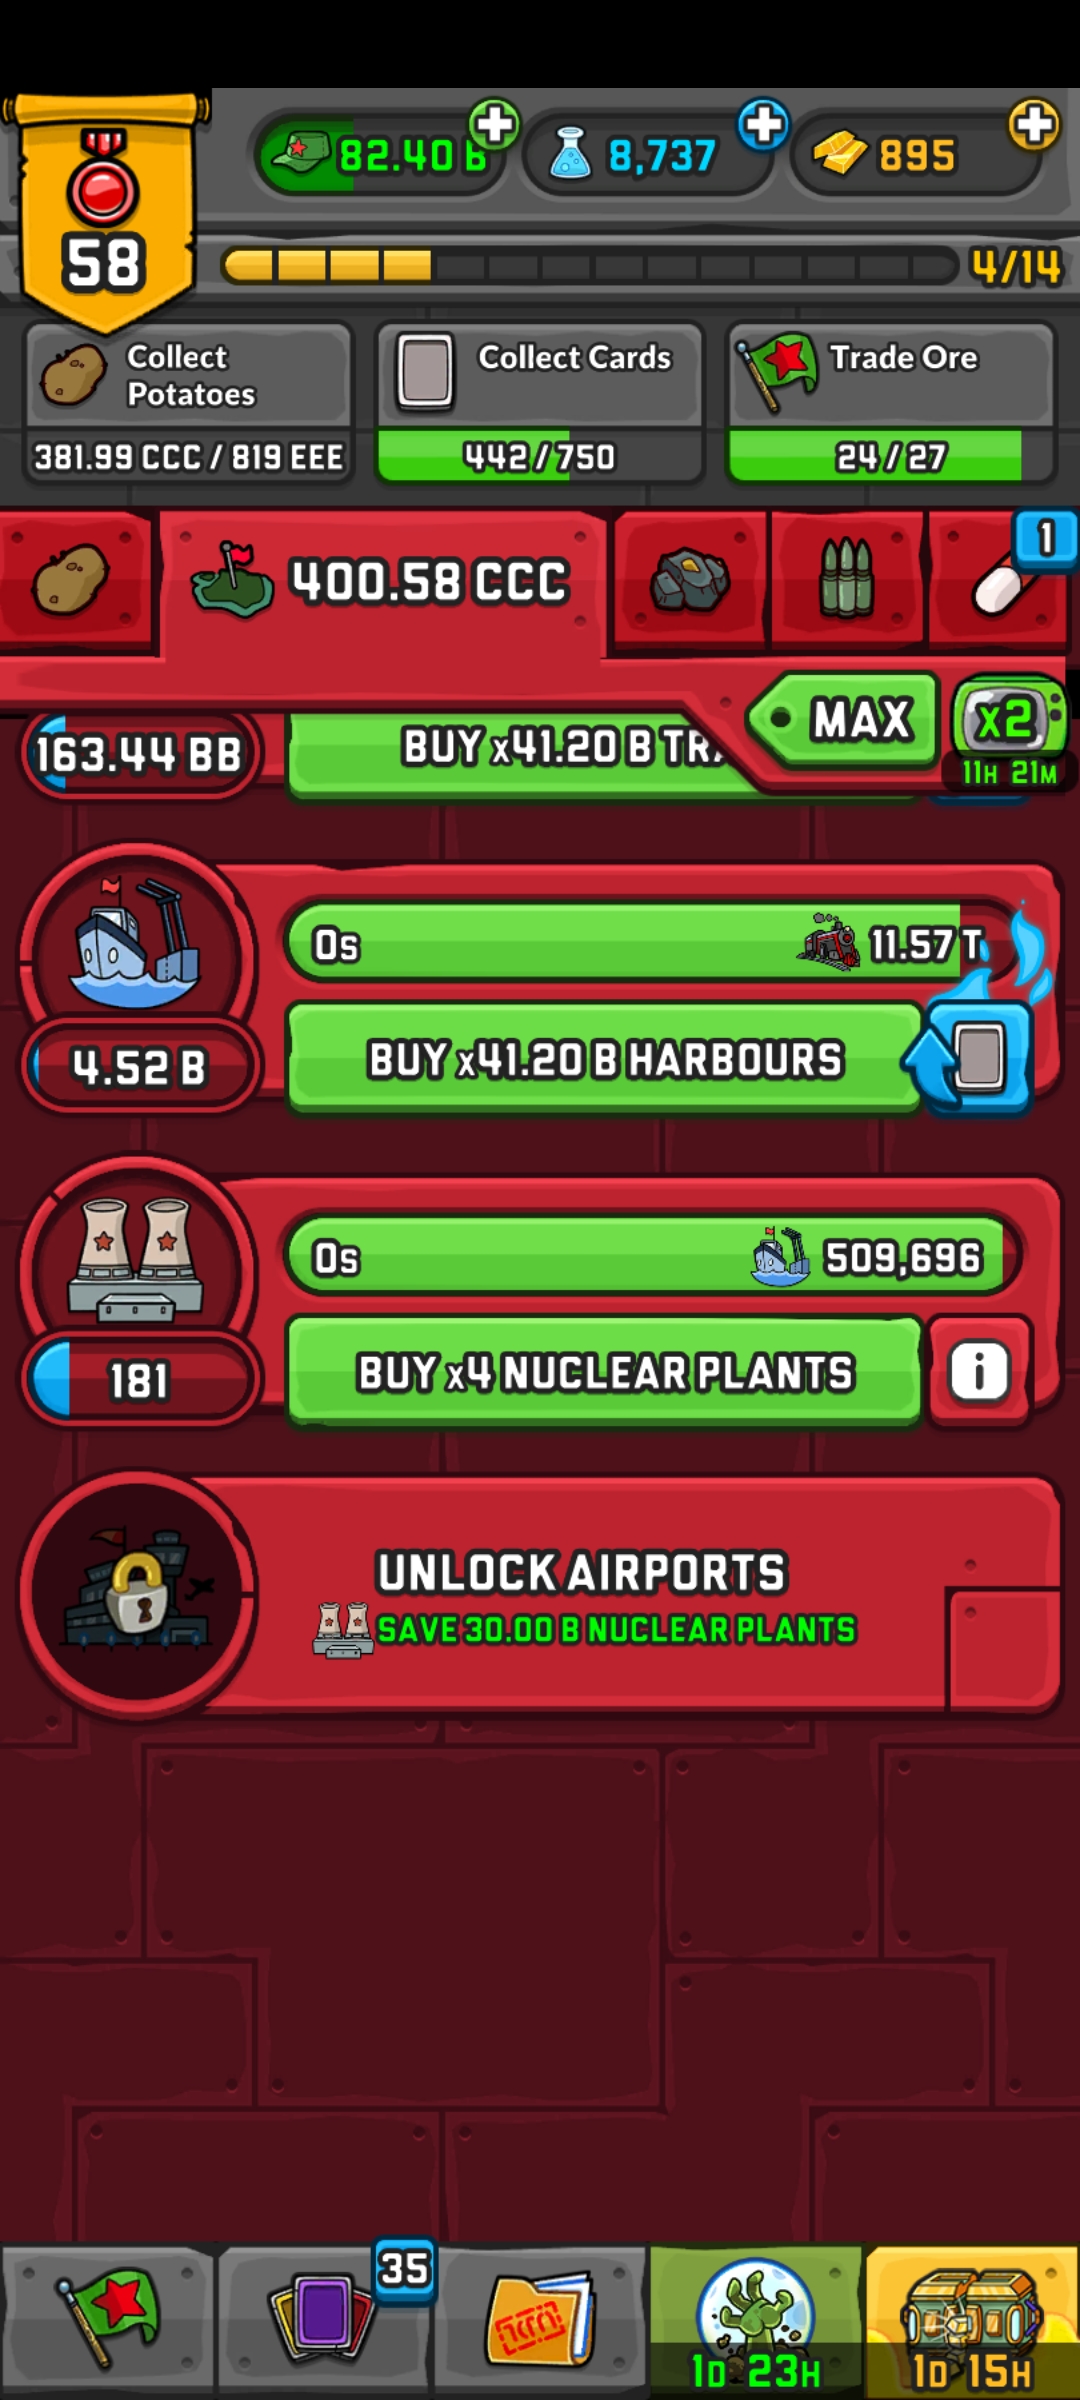 82.40 B
8,737
895
58
4/14
Collect
Potatoes
381.99 CCC / 819 EEE
Collect Cards
442/750
Trade Ore
24/27
400.58 CCC
1
MAX
x2
11H 21M
163.44 BB
BUY x41.20 B
0s
11.57 T
4.52 B
BUY x41.20 B HARBOURS
0s
509,696
181
BUY x4 NUCLEAR PLANTS
i
UNLOCK AIRPORTS
SAVE 30.00 B NUCLEAR PLANTS
35
1D 23H
1D 15H